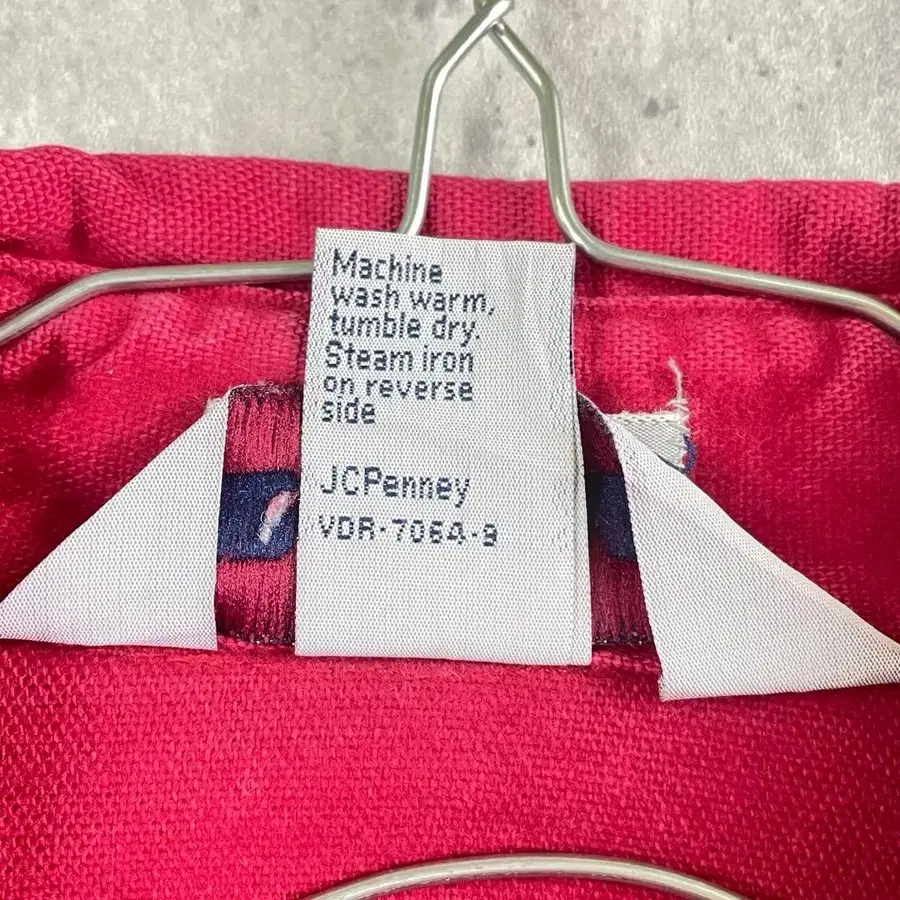 Machine
wash warm,
tumble dry.
Steam iron
on reverse
side
JCPenney
VDR-7064-9